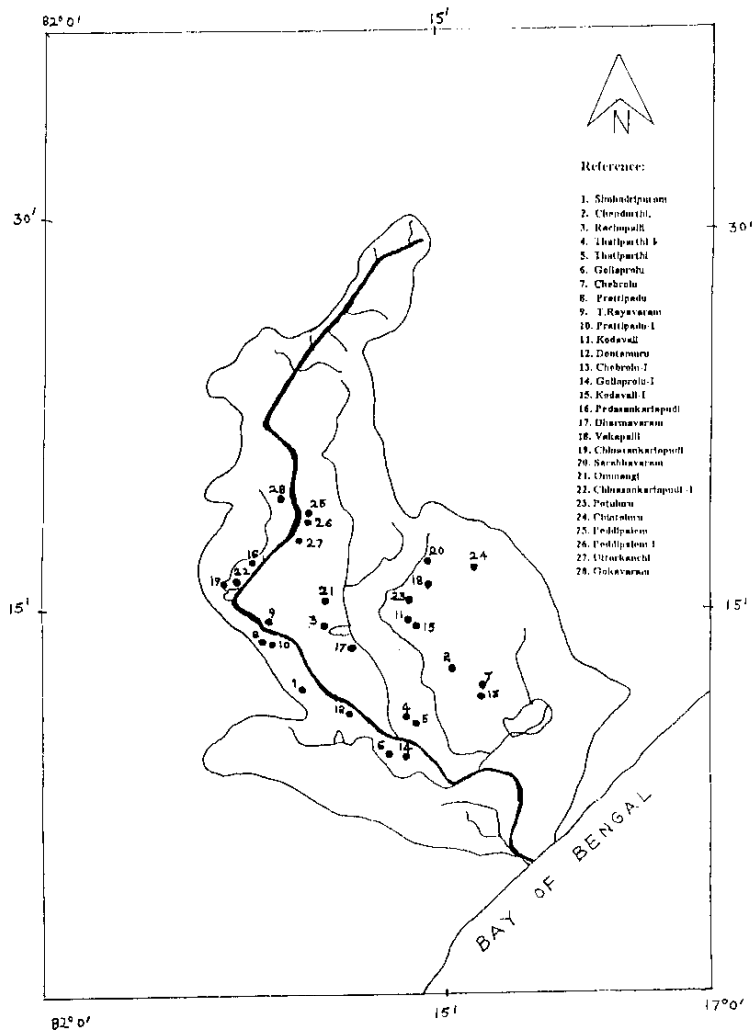 82° 0'
15'
N
30'
30'
Reference:
1. Simhadripuram
2. Chendurthi.
3. Rachapalli
4. Thatiparthi-I
5. Thatiparthi
6. Gollaprolu
7. Chebrolu
8. Prattipadu
9. T.Rayavaram
10. Prattipadu-I
11. Kodavali
12. Dontamuru
13. Chebrolu-I
14. Gollaprolu-I
15. Kodavali-I
16. Pedasankarlapudi
17. Dharmavaram
18. Vakapalli
19. Chinasankarlapudi
20. Sarabhavaram
21. Ommangi
22. Chinasankarlapudi-I
23. Potuluru
24. Chintaluru
25. Peddipalem
26. Peddipalem-I
27. Uttarkanchi
28. Gokavaram
28
25
26
27
20
24
16
22
19
18
23
21
15'
15'
9
3
11
15
8
10
17
2
7
13
1
12
4
5
6
14
BAY OF BENGAL
82° 0'
15'
17° 0'